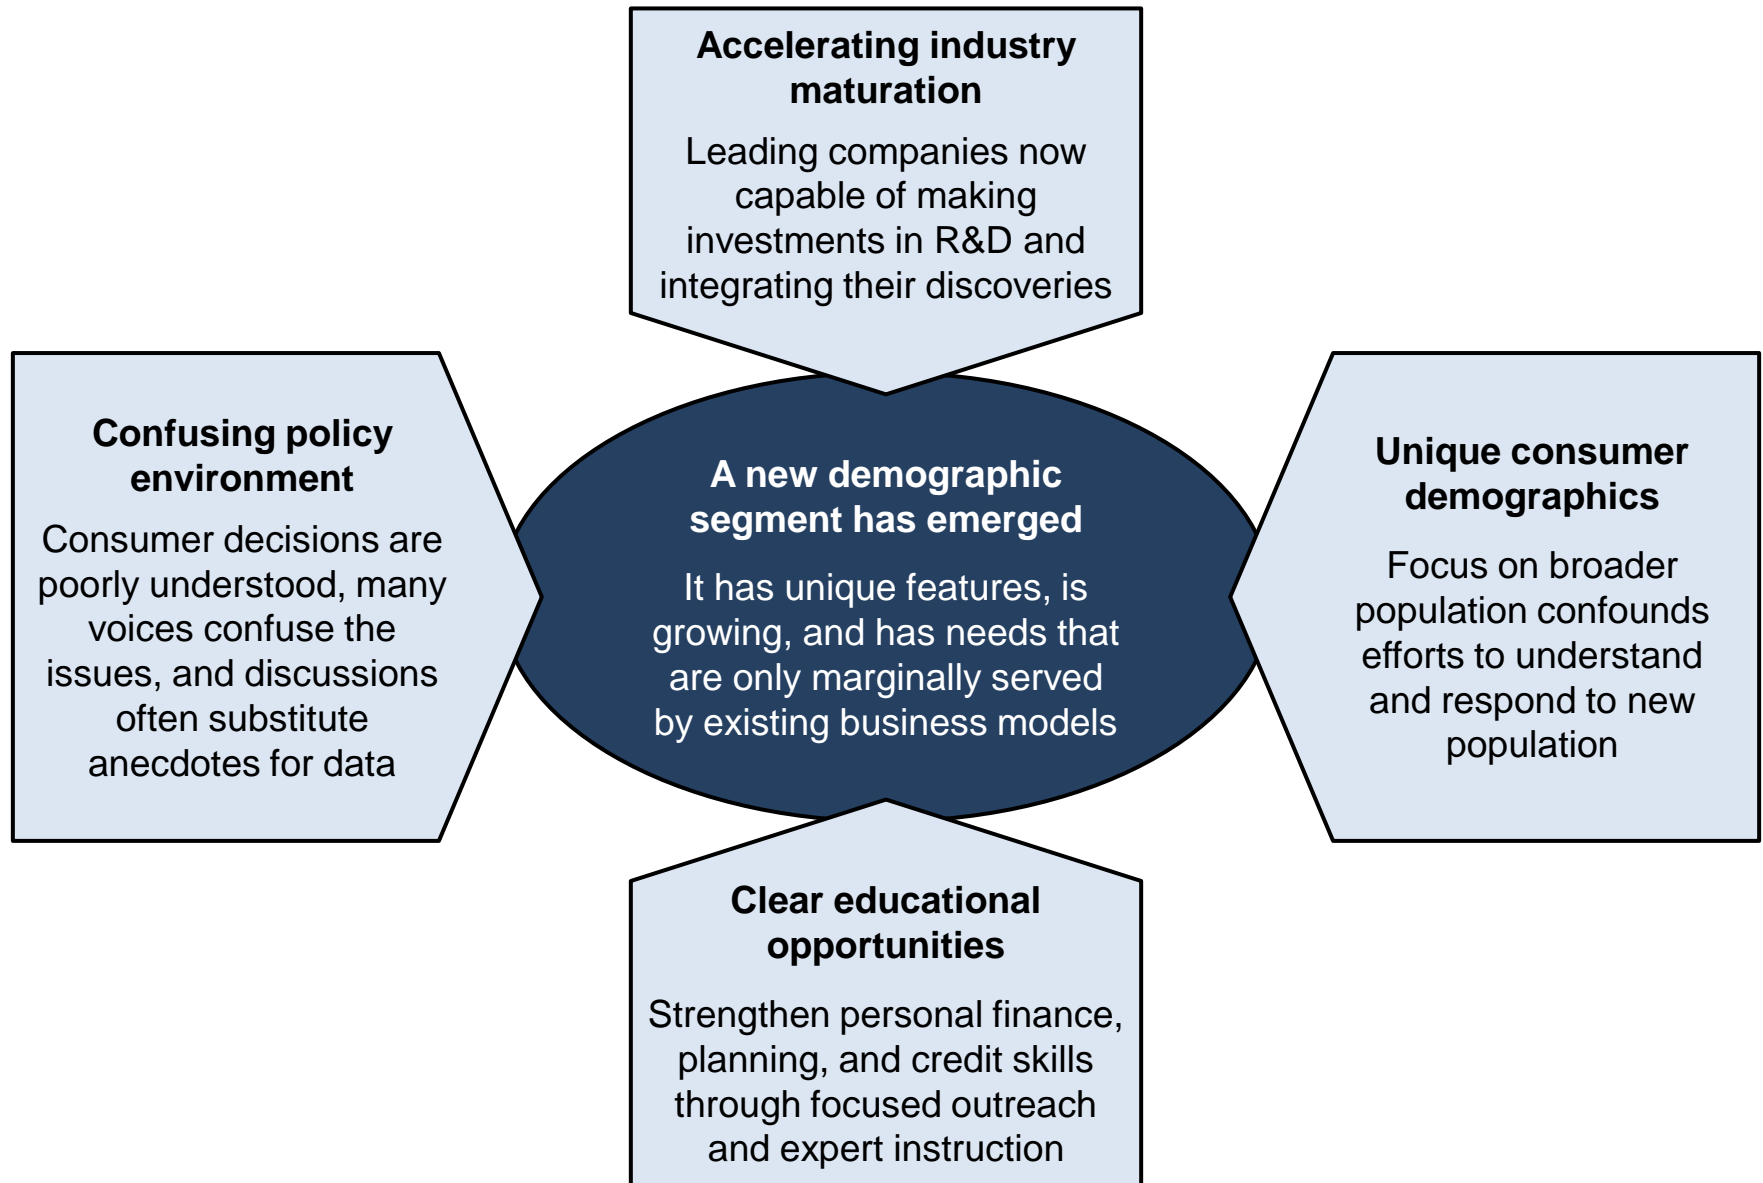 Accelerating industry
maturation
Leading companies now
capable of making
investments in R&D and
integrating their discoveries
Confusing policy
environment
Consumer decisions are
poorly understood, many
voices confuse the
issues, and discussions
often substitute
anecdotes for data
A new demographic
segment has emerged
It has unique features, is
growing, and has needs that
are only marginally served
by existing business models
Unique consumer
demographics
Focus on broader
population confounds
efforts to understand
and respond to new
population
Clear educational
opportunities
Strengthen personal finance,
planning, and credit skills
through focused outreach
and expert instruction